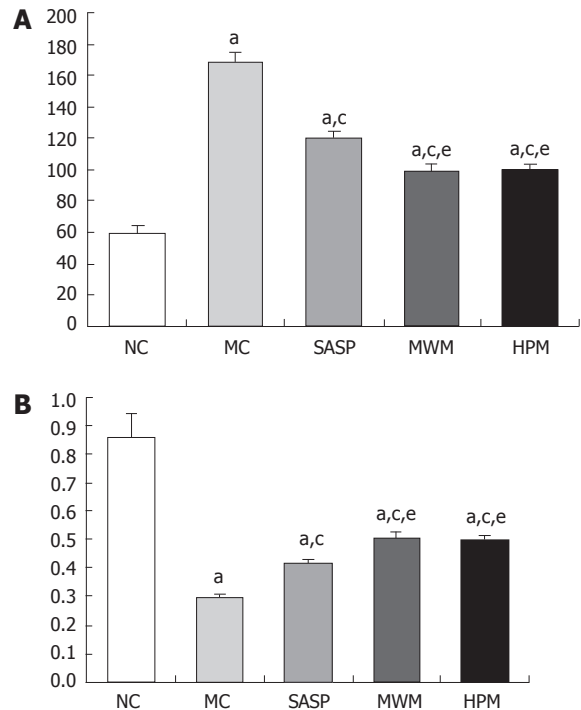 A
200
180
160
140
120
100
80
60
40
20
0
a
a,c
a,c,e
a,c,e
NC MC SASP MWM HPM
B
1.0
0.9
0.8
0.7
0.6
0.5
0.4
0.3
0.2
0.1
0.0
a
a,c
a,c,e
a,c,e
NC MC SASP MWM HPM